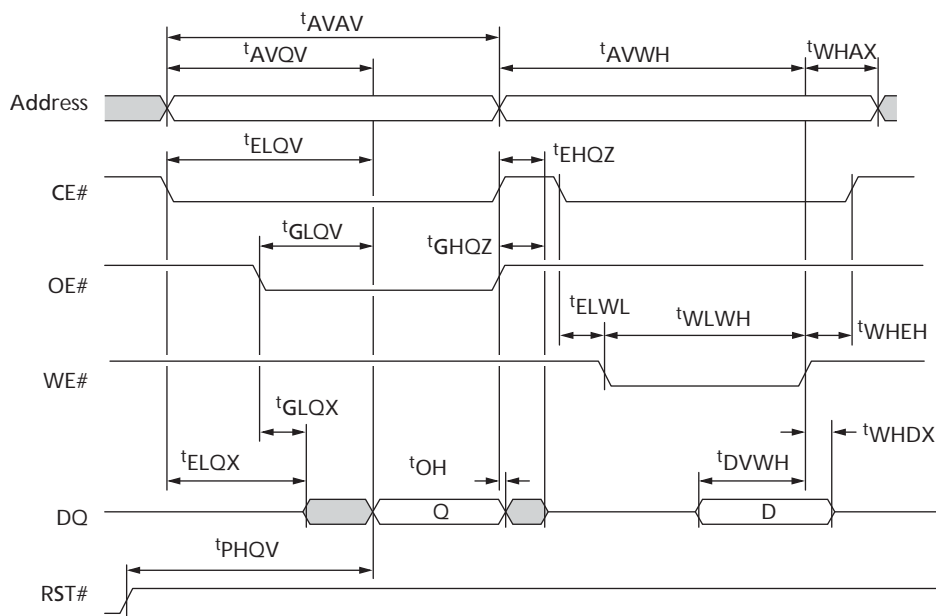 tAVAV
tAVQV
tAVWH
tWHAX
Address
tELQV
tEHQZ
CE#
tGLQV
tGHQZ
OE#
tELWL
tWLWH
tWHEH
WE#
tGLQX
tWHDX
tELQX
tOH
tDVWH
DQ
Q
D
tPHQV
RST#